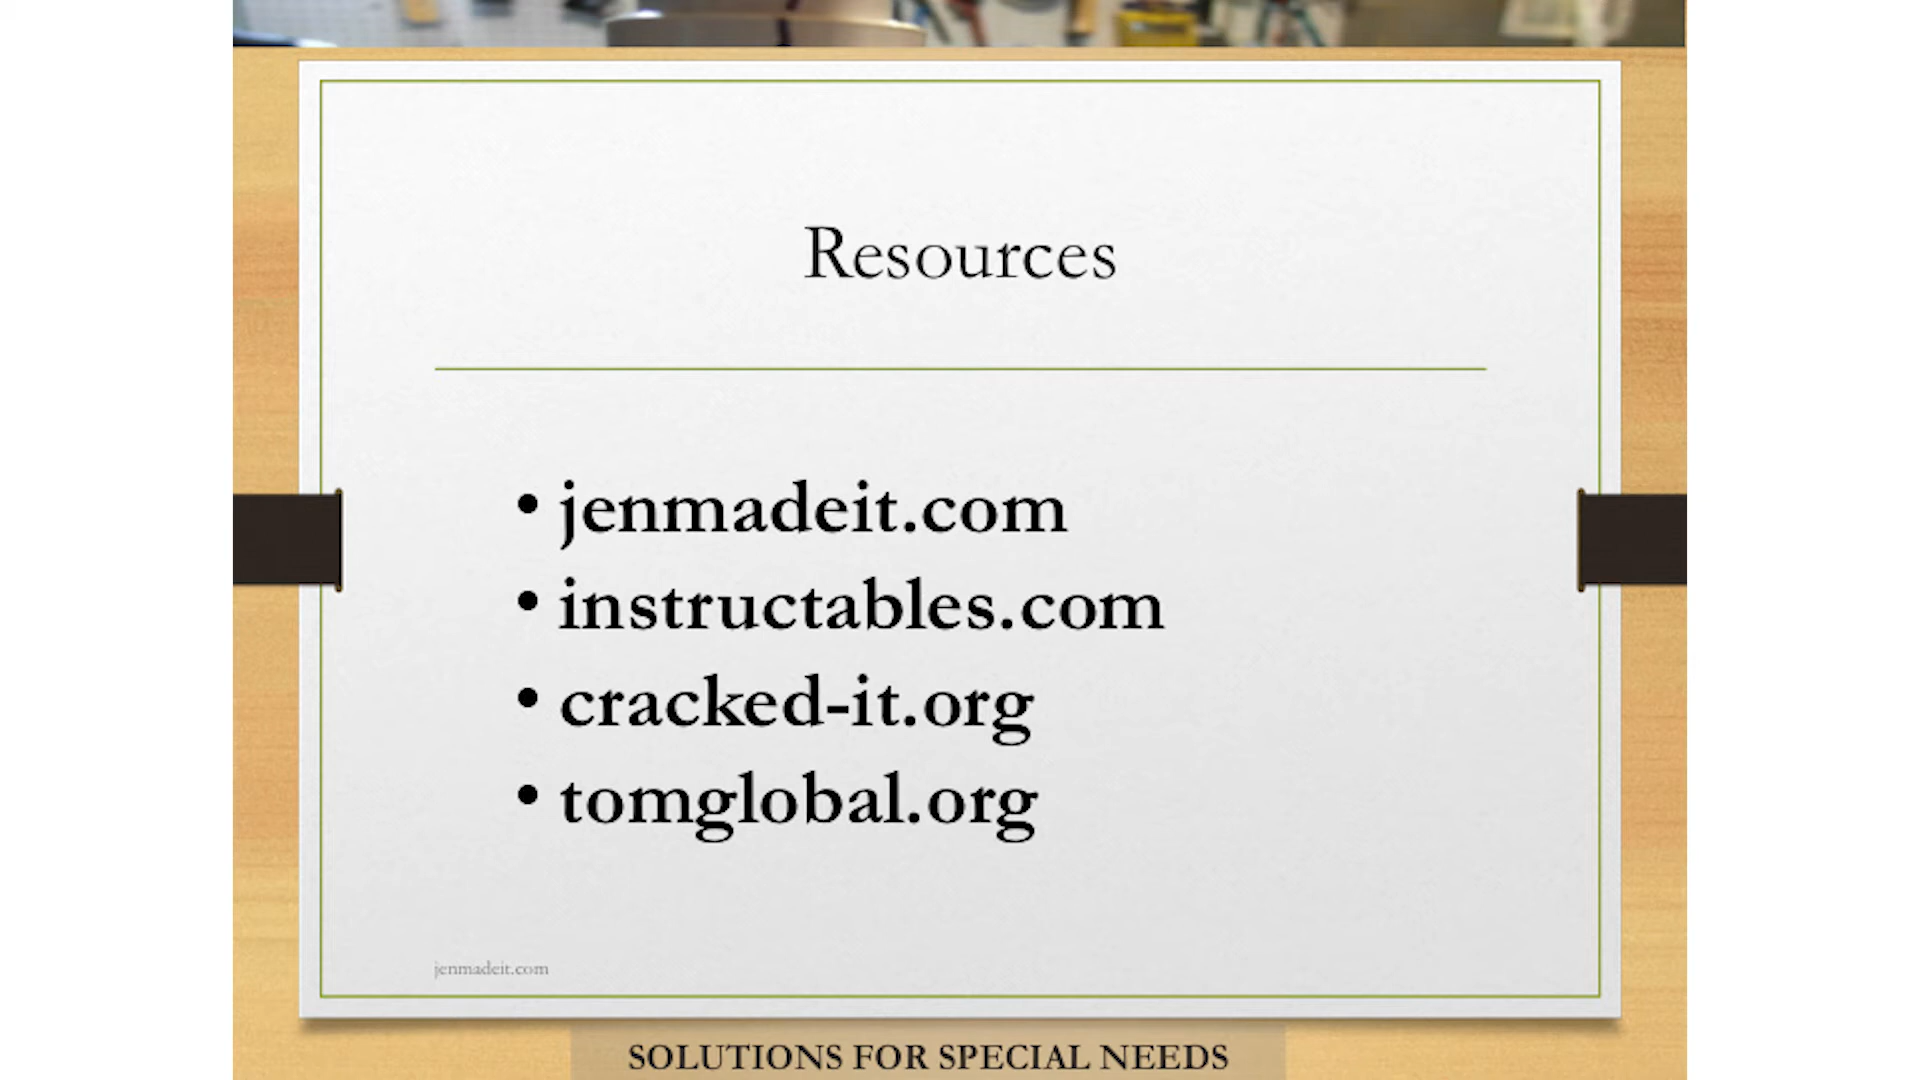 Resources
• jenmadeit.com
• instructables.com
• cracked-it.org
• tomglobal.org
jenmadeit.com
SOLUTIONS FOR SPECIAL NEEDS